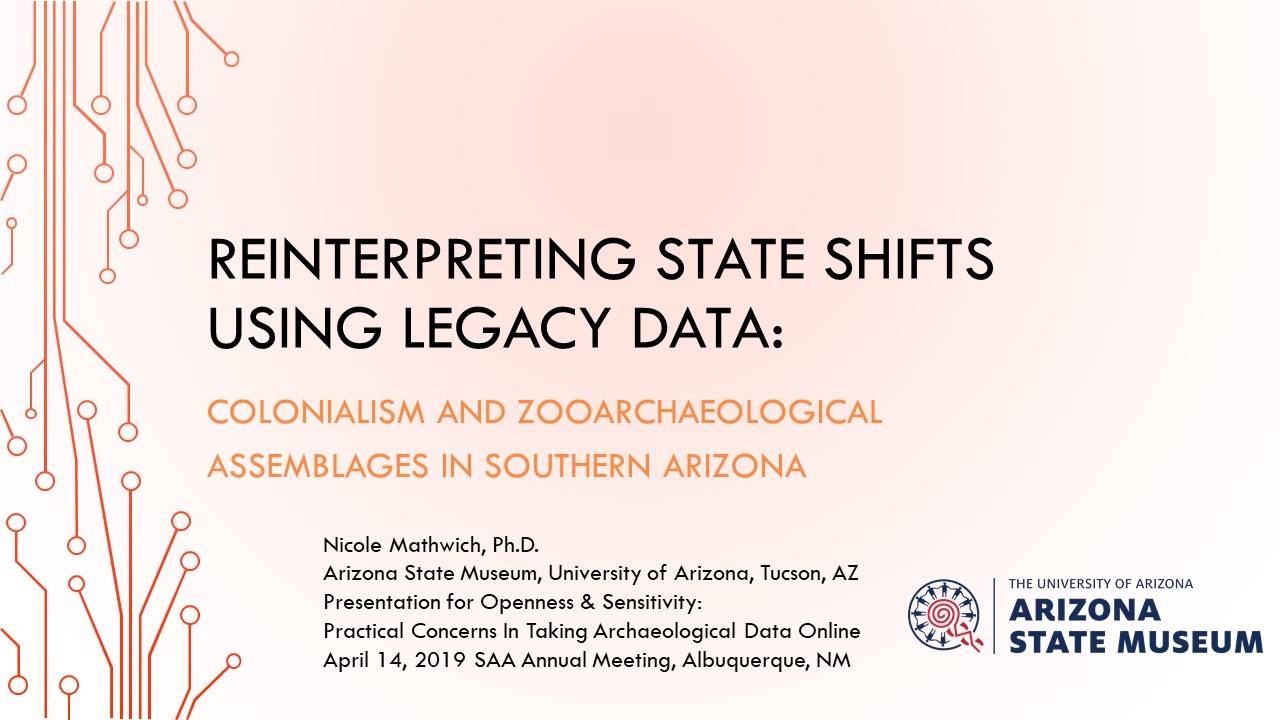 REINTERPRETING STATE SHIFTS
USING LEGACY DATA:
COLONIALISM AND ZOOARCHAEOLOGICAL
ASSEMBLAGES IN SOUTHERN ARIZONA
Nicole Mathwich, Ph.D.
Arizona State Museum, University of Arizona, Tucson, AZ
Presentation for Openness & Sensitivity:
Practical Concerns In Taking Archaeological Data Online
April 14, 2019 SAA Annual Meeting, Albuquerque, NM
THE UNIVERSITY OF ARIZONA
ARIZONA
STATE MUSEUM